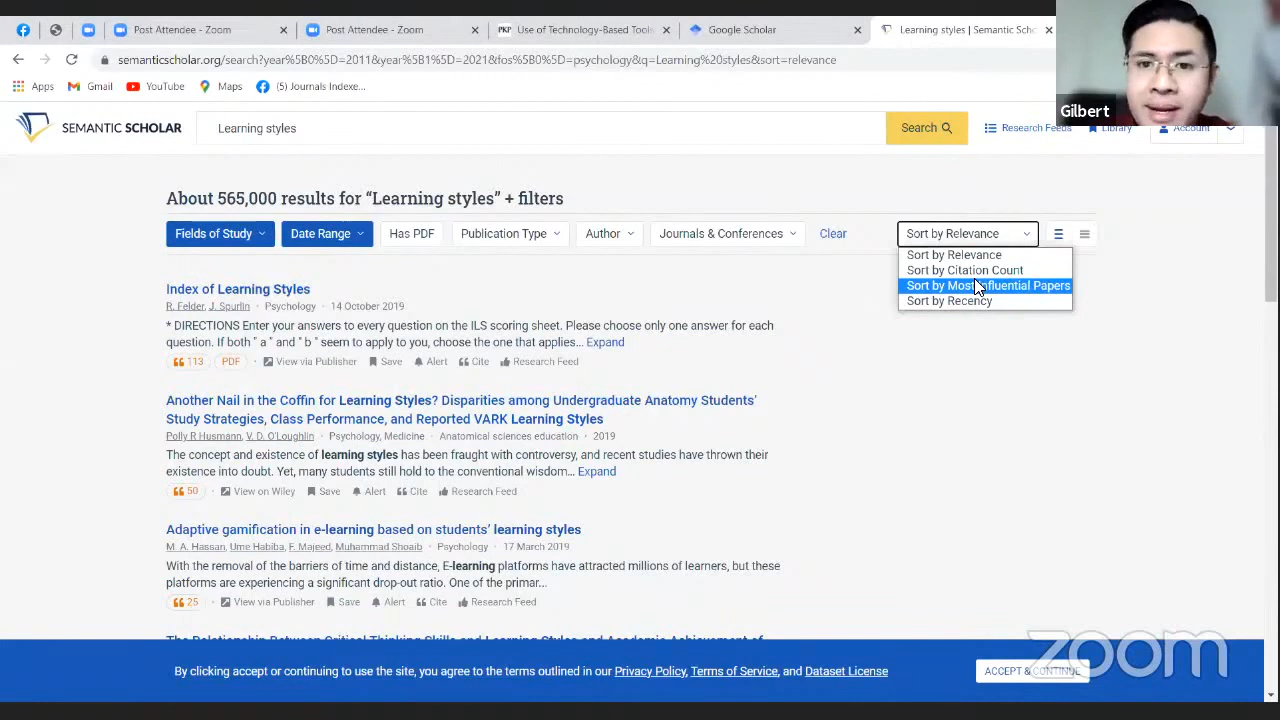 Post Attendee - Zoom
Post Attendee - Zoom
PKP Use of Technology-Based Tools
Google Scholar
Learning styles | Semantic Sch
semanticscholar.org/search?year%5B0%5D=2011&year%5B1%5D=2021&fos%5B0%5D=psychology&q=Learning%20styles&sort=relevance
Apps
Gmail
YouTube
Maps
(5) Journals Indexe...
Gilbert
SEMANTIC SCHOLAR
Learning styles
Search
Research Feeds
Library
Account
About 565,000 results for “Learning styles” + filters
Fields of Study
Date Range
Has PDF
Publication Type
Author
Journals & Conferences
Clear
Sort by Relevance
Sort by Relevance
Sort by Citation Count
Sort by Most Influential Papers
Sort by Recency
Index of Learning Styles
R. Felder, J. Spurlin · Psychology · 14 October 2019
* DIRECTIONS Enter your answers to every question on the ILS scoring sheet. Please choose only one answer for each
question. If both " a " and " b " seem to apply to you, choose the one that applies... Expand
113 PDF · View via Publisher Save Alert Cite Research Feed
Another Nail in the Coffin for Learning Styles? Disparities among Undergraduate Anatomy Students’
Study Strategies, Class Performance, and Reported VARK Learning Styles
Polly R Husmann, V. D. O'Loughlin · Psychology, Medicine · Anatomical sciences education · 2019
The concept and existence of learning styles has been fraught with controversy, and recent studies have thrown their
existence into doubt. Yet, many students still hold to the conventional wisdom... Expand
50 · View on Wiley Save Alert Cite Research Feed
Adaptive gamification in e-learning based on students’ learning styles
M. A. Hassan, Ume Habiba, F. Majeed, Muhammad Shoaib · Psychology · 17 March 2019
With the removal of the barriers of time and distance, E-learning platforms have attracted millions of learners, but these
platforms are experiencing a significant drop-out ratio. One of the primar...
25 · View via Publisher Save Alert Cite Research Feed
The Relationship Between Critical Thinking Skills and Learning Styles and Academic Achievement of
By clicking accept or continuing to use the site, you agree to the terms outlined in our Privacy Policy, Terms of Service, and Dataset License
ACCEPT & CONTINUE
zoom